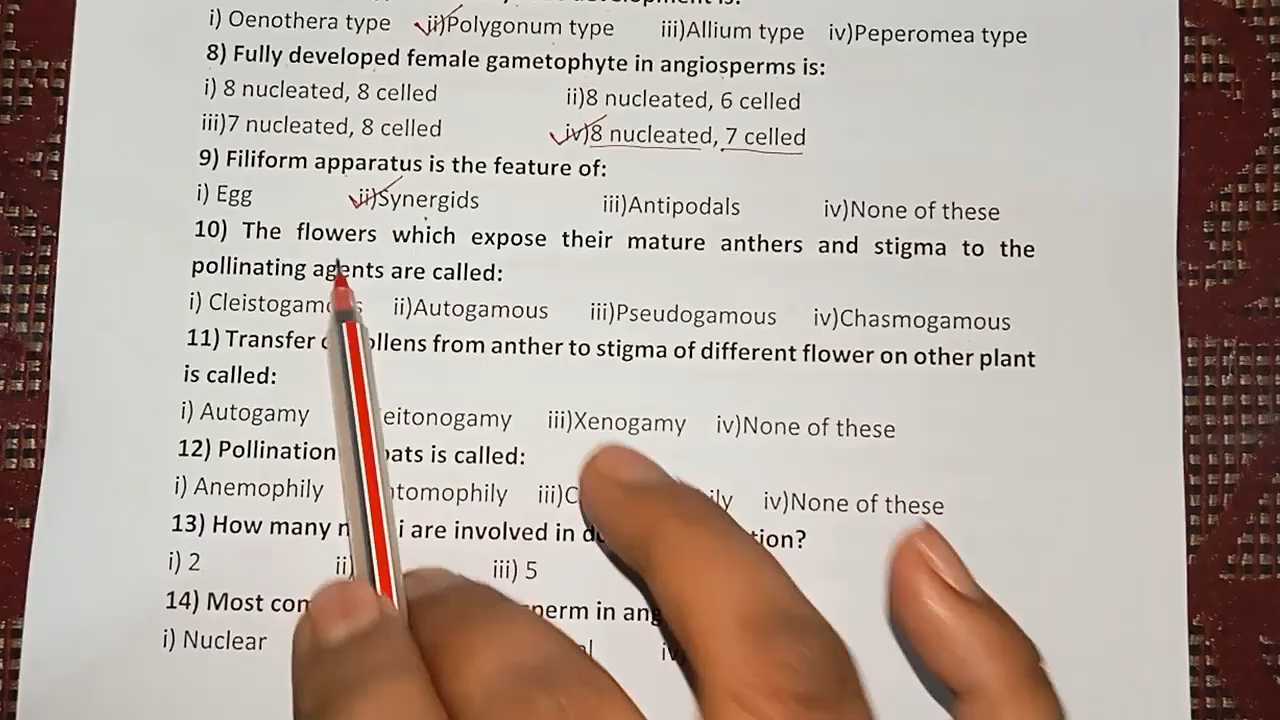 i) Oenothera type ii)Polygonum type iii)Allium type iv)Peperomea type
8) Fully developed female gametophyte in angiosperms is:
i) 8 nucleated, 8 celled ii)8 nucleated, 6 celled
iii)7 nucleated, 8 celled iv)8 nucleated, 7 celled
9) Filiform apparatus is the feature of:
i) Egg ii)Synergids iii)Antipodals iv)None of these
10) The flowers which expose their mature anthers and stigma to the
pollinating agents are called:
i) ii)Autogamous iii)Pseudogamous iv)Chasmogamous
11) Transfer from anther to stigma of different flower on other plant
is called:
i) Autogamy iii)Xenogamy iv)None of these
12) Pollination is called:
i) Anemophily iii) iv)None of these
13) How many are involved in
i) 2 ii) iii) 5
14) Most in
i) Nuclear